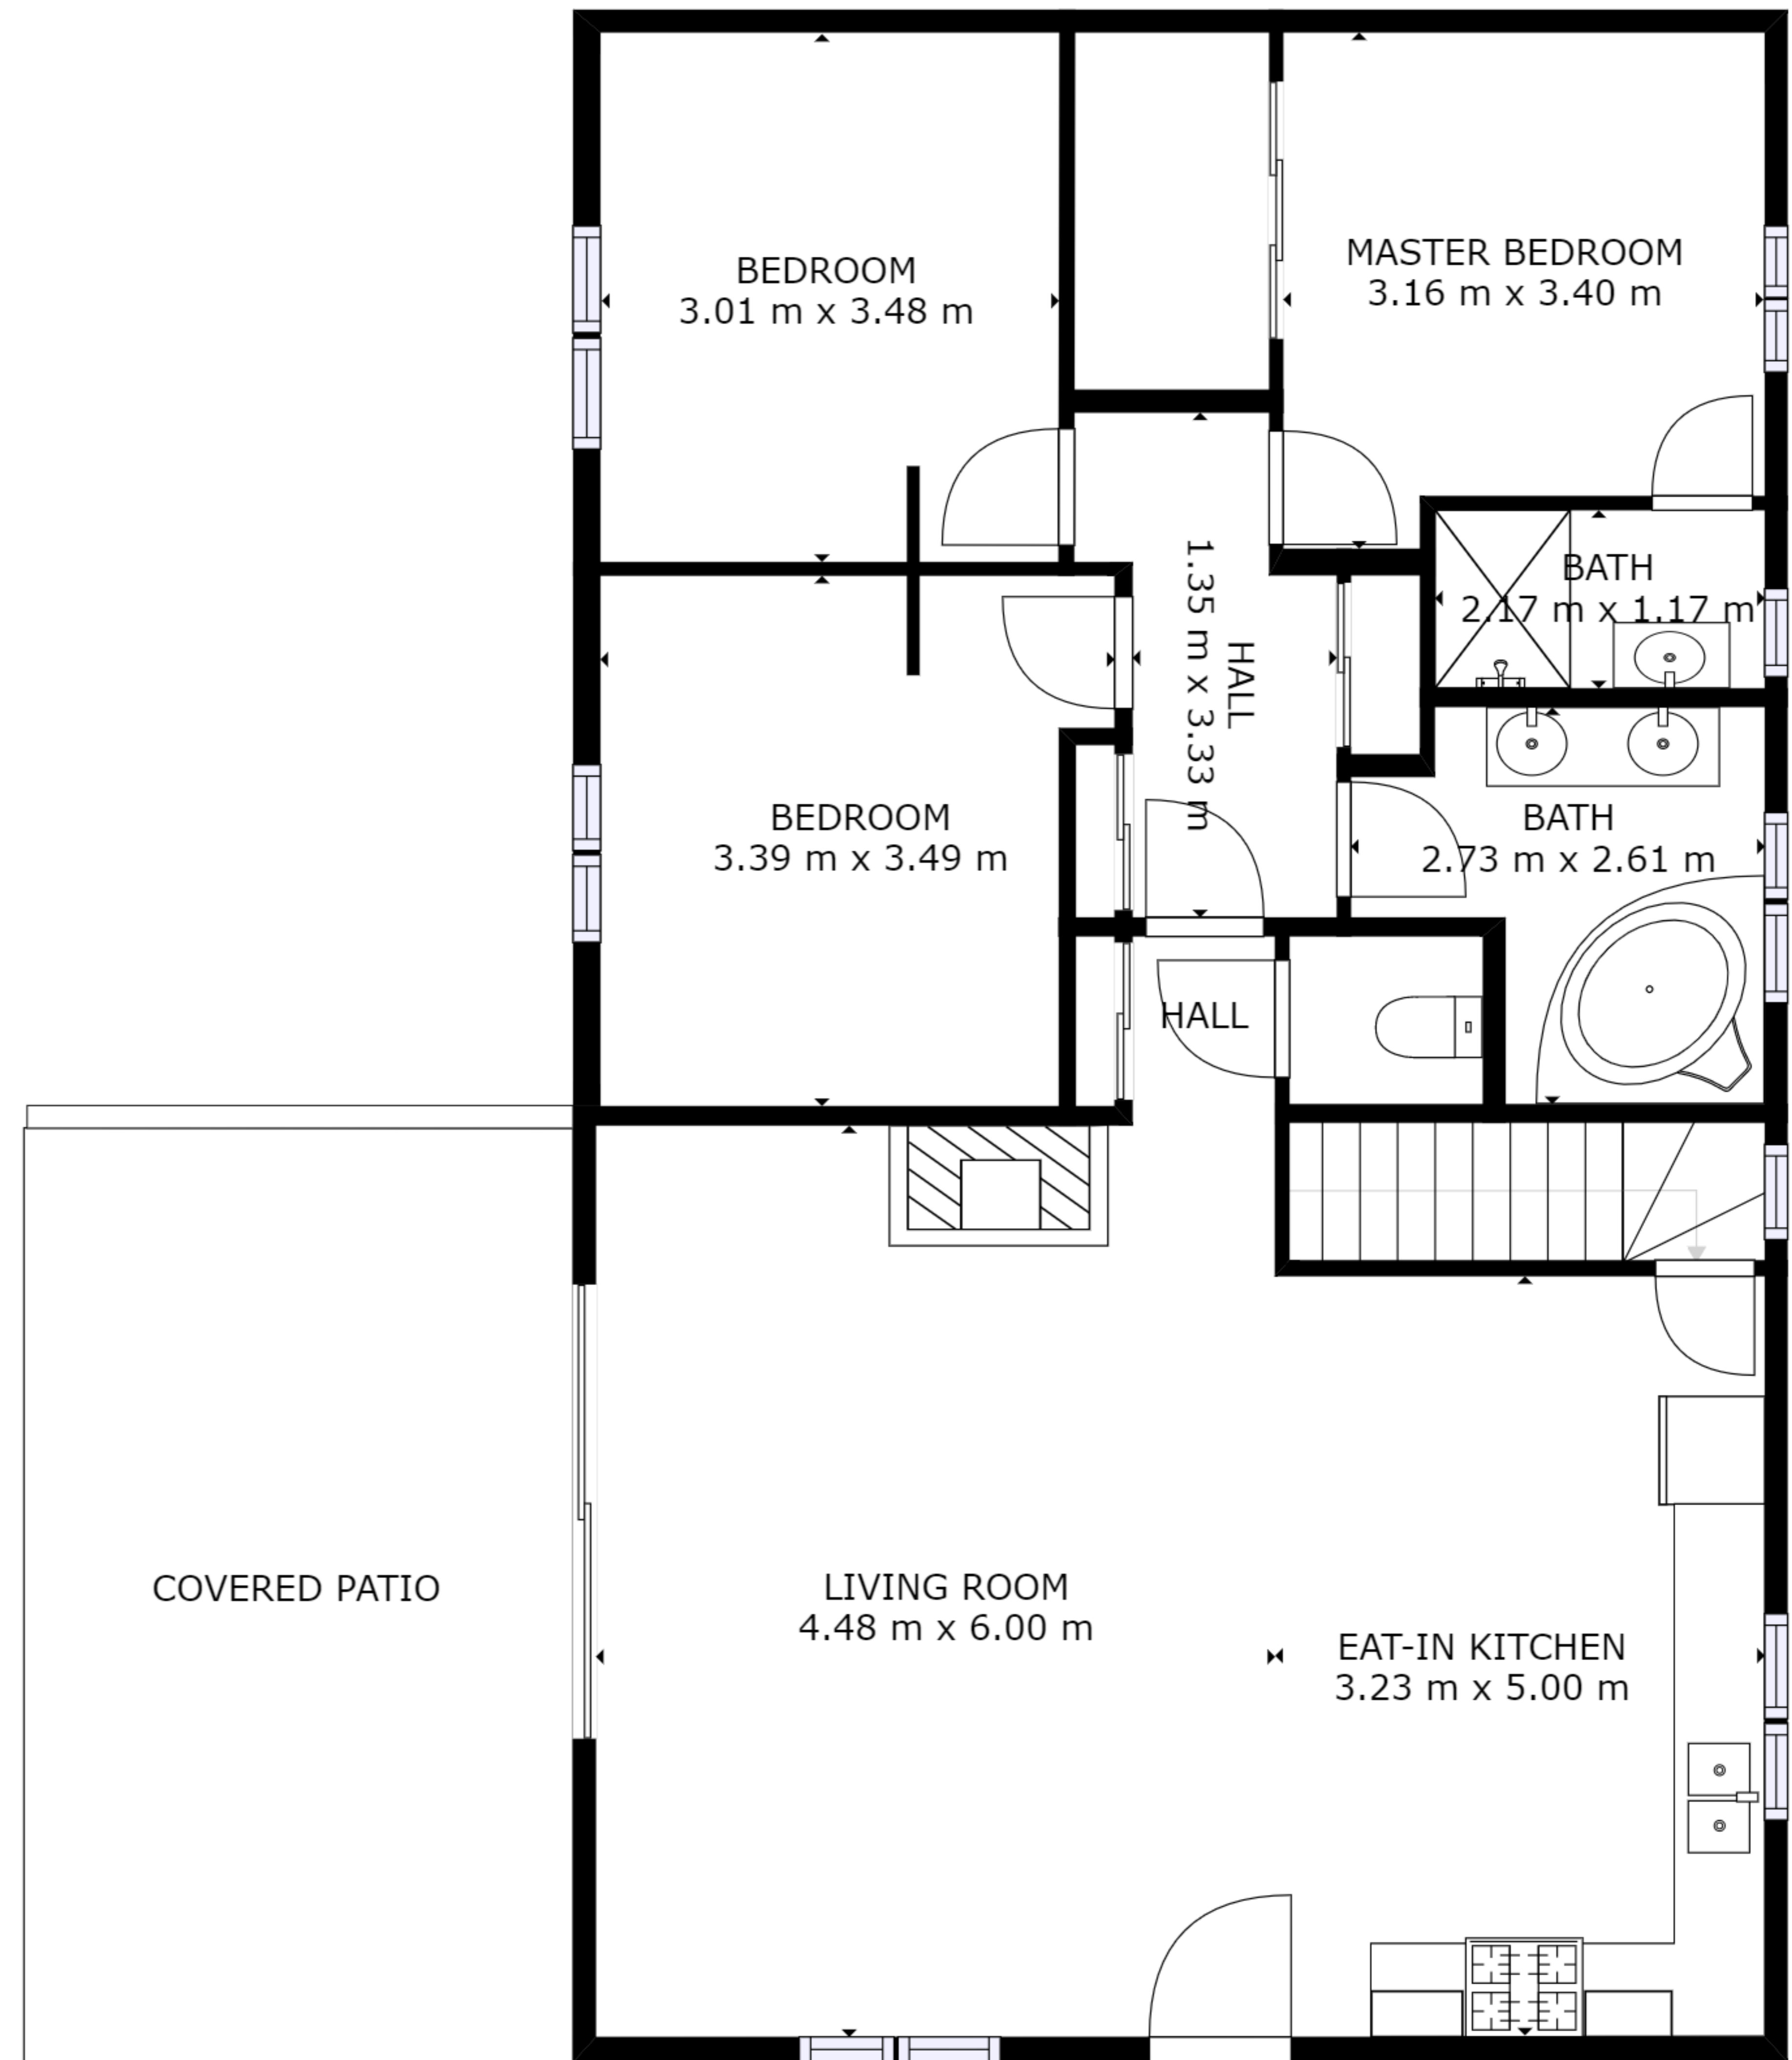 BEDROOM
3.01 m x 3.48 m
MASTER BEDROOM
3.16 m x 3.40 m
BATH
2.17 m x 1.17 m
HALL
1.35 m x 3.33 m
BEDROOM
3.39 m x 3.49 m
BATH
2.73 m x 2.61 m
HALL
COVERED PATIO
LIVING ROOM
4.48 m x 6.00 m
EAT-IN KITCHEN
3.23 m x 5.00 m